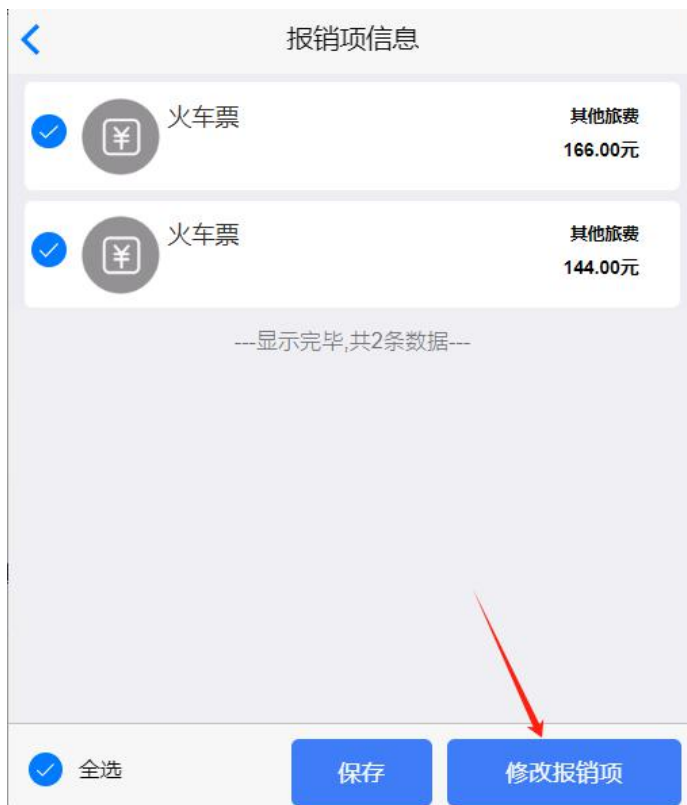 报销项信息
火车票
其他旅费
166.00元
火车票
其他旅费
144.00元
---显示完毕,共2条数据---
全选
保存
修改报销项